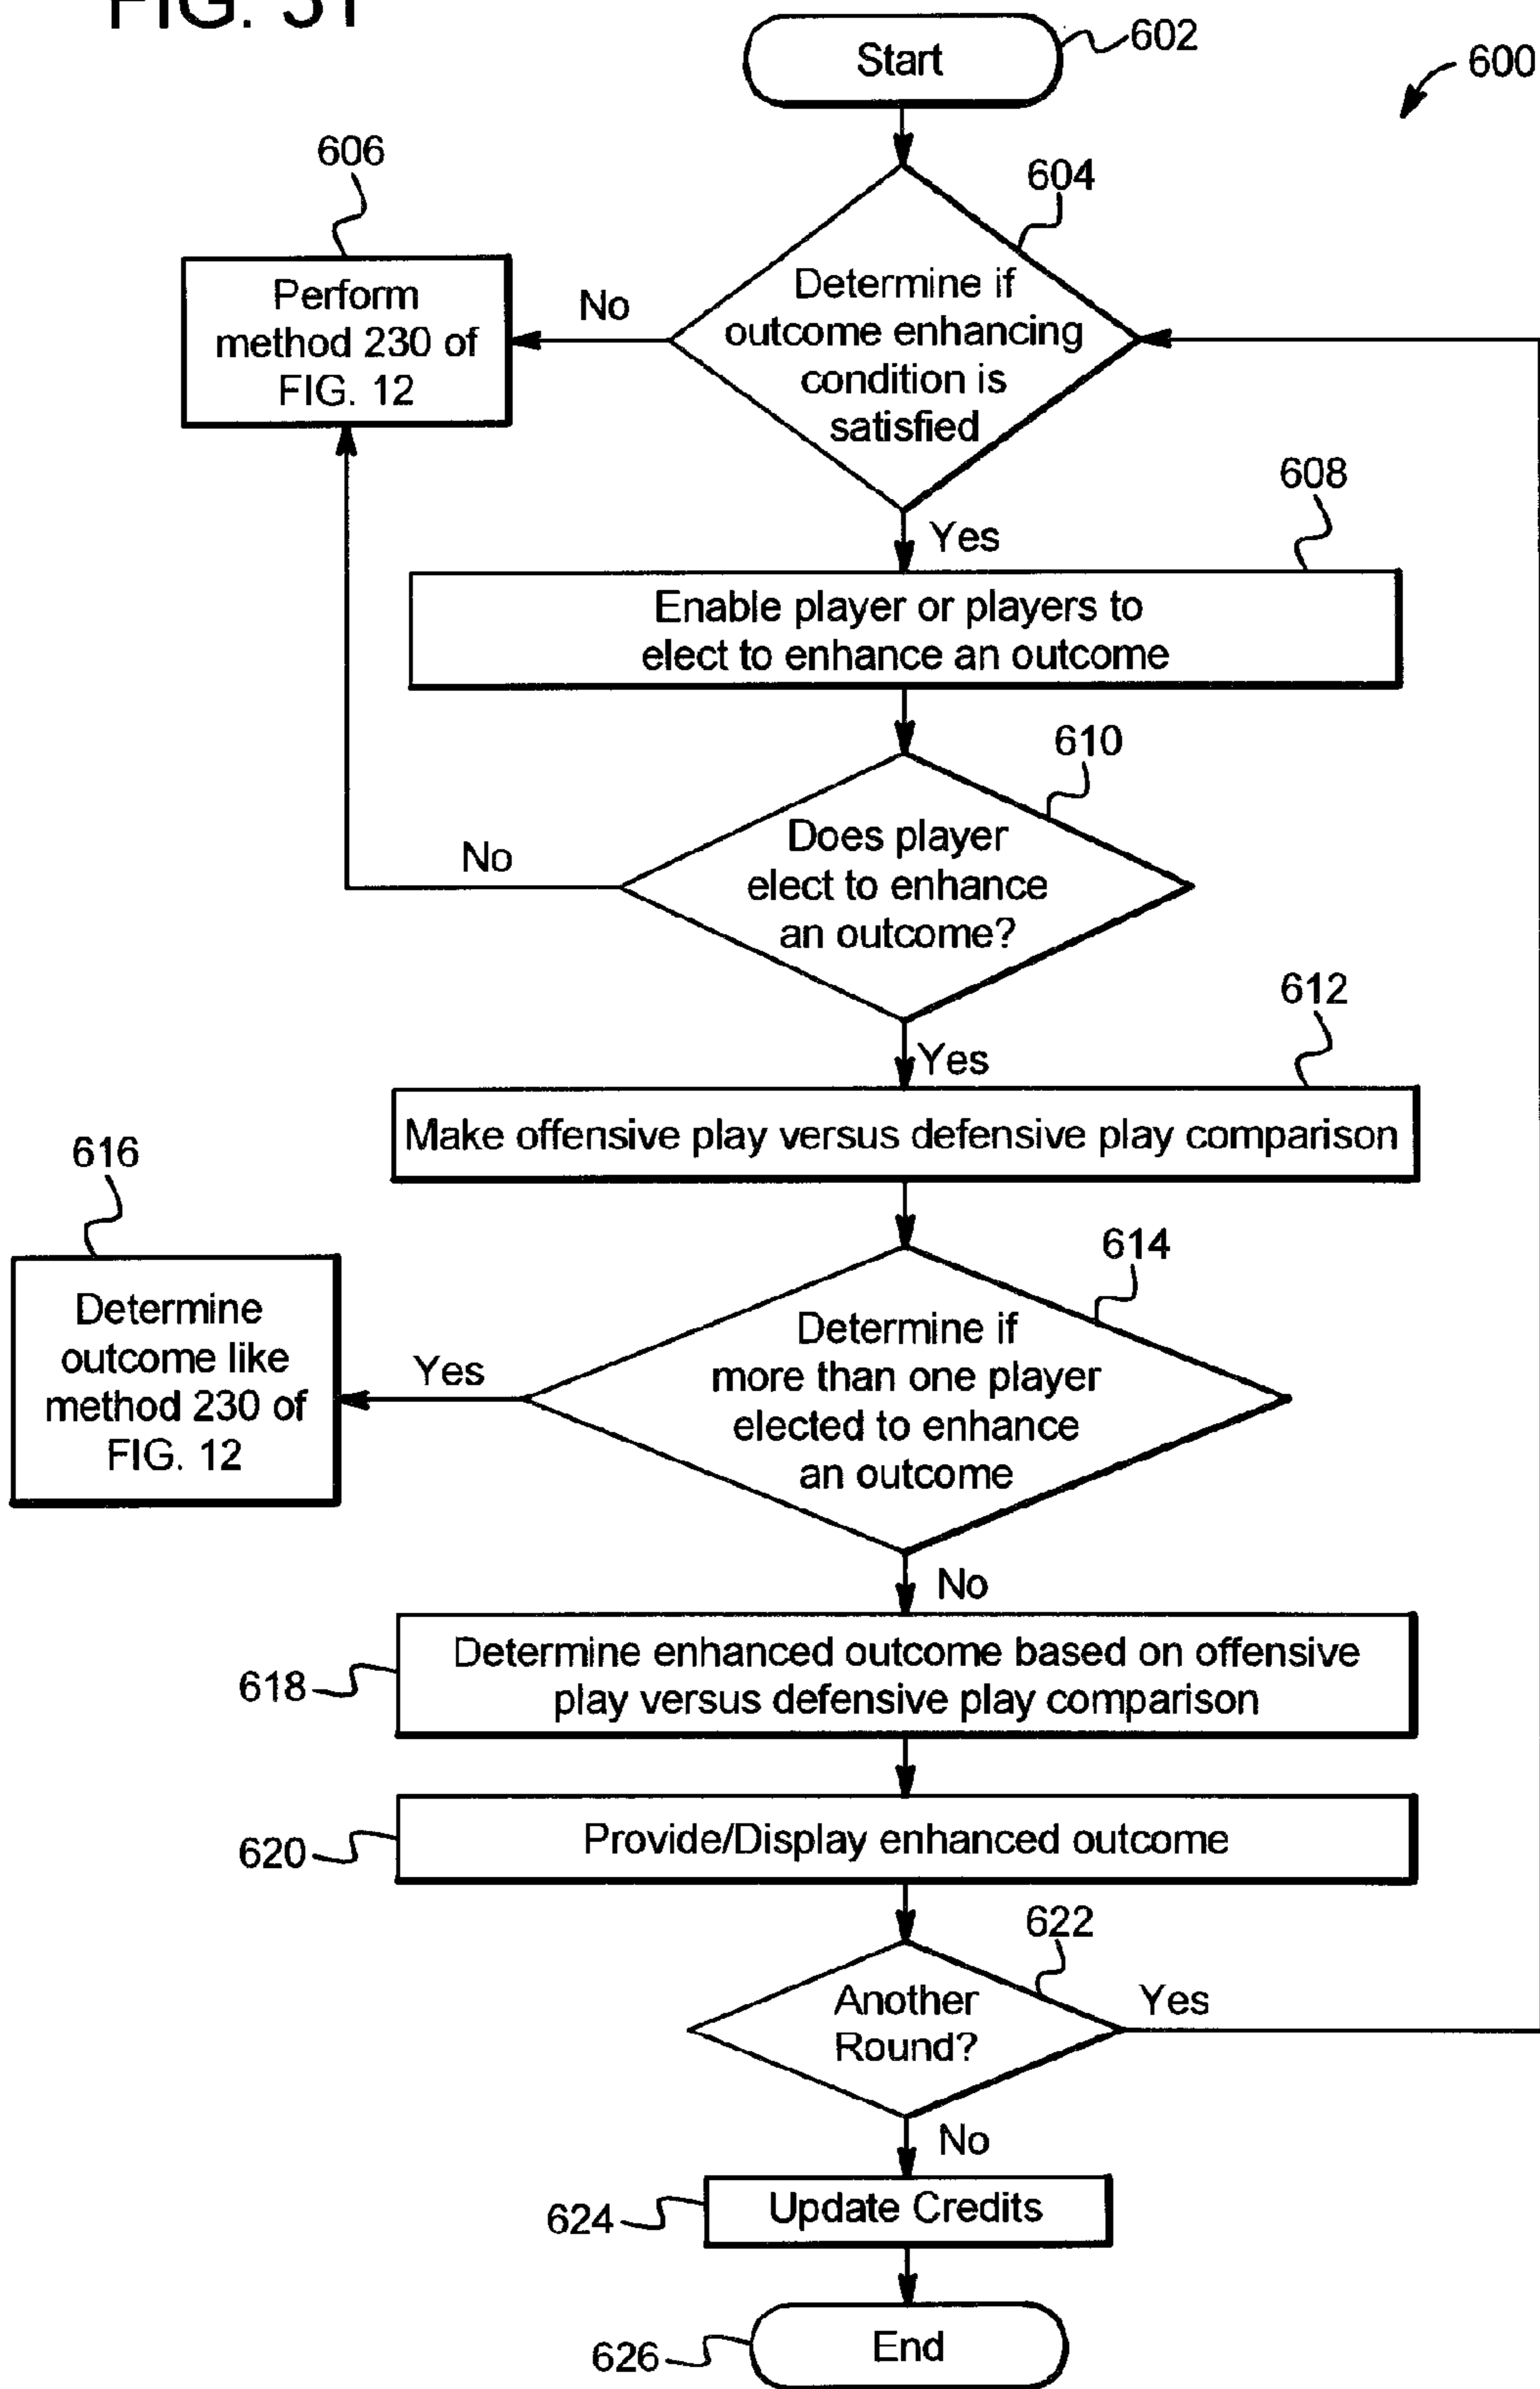 FIG. 31
Start
602
600
606
604
Perform
method 230 of
FIG. 12
No
Determine if
outcome enhancing
condition is
satisfied
608
Yes
Enable player or players to
elect to enhance an outcome
610
No
Does player
elect to enhance
an outcome?
612
Yes
Make offensive play versus defensive play comparison
616
614
Determine
outcome like
method 230 of
FIG. 12
Yes
Determine if
more than one player
elected to enhance
an outcome
No
618
Determine enhanced outcome based on offensive
play versus defensive play comparison
620
Provide/Display enhanced outcome
622
Another
Round?
Yes
No
624
Update Credits
626
End